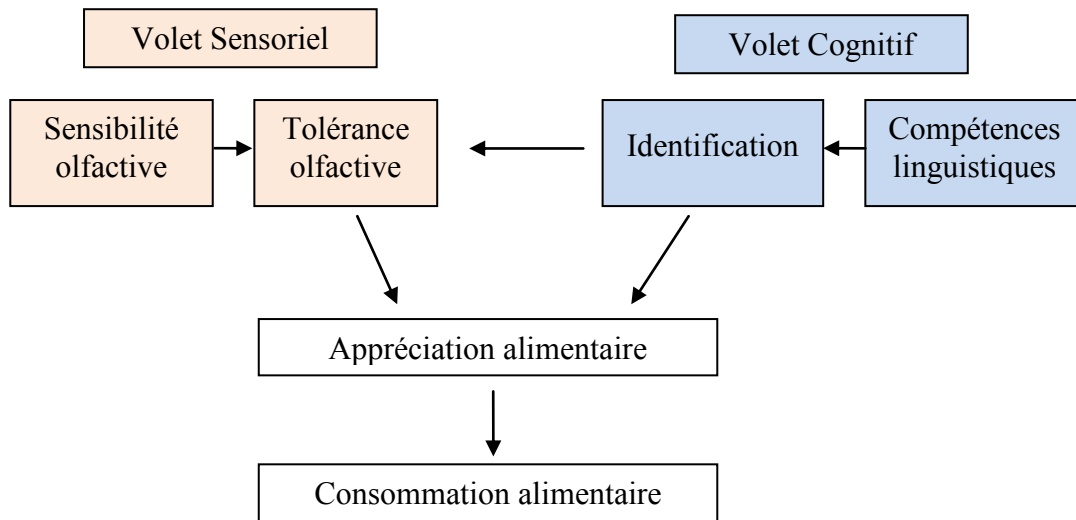 Volet Sensoriel
Volet Cognitif
Sensibilité
olfactive
Tolérance
olfactive
Identification
Compétences
linguistiques
Appréciation alimentaire
Consommation alimentaire